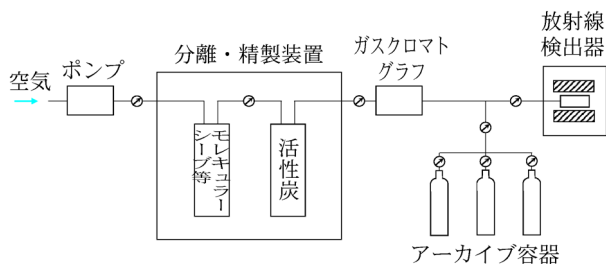 空気
ポンプ
分離・精製装置
モレキュラー
シーブ等
活性炭
ガスクロマト
グラフ
放射線
検出器
アーカイブ容器